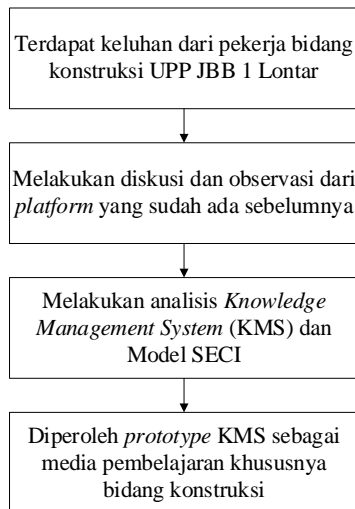 Terdapat keluhan dari pekerja bidang
konstruksi UPP JBB 1 Lontar
Melakukan diskusi dan observasi dari
platform yang sudah ada sebelumnya
Melakukan analisis Knowledge
Management System (KMS) dan
Model SECI
Diperoleh prototype KMS sebagai
media pembelajaran khususnya
bidang konstruksi